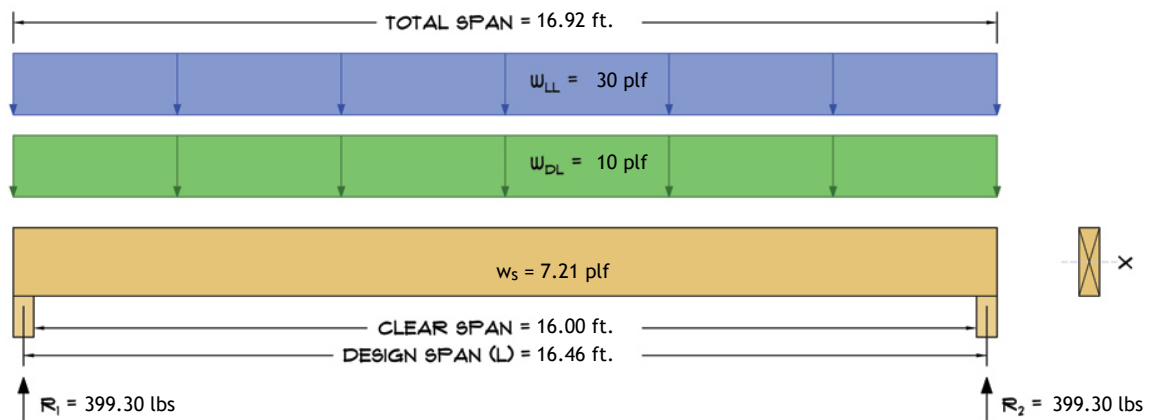 TOTAL SPAN = 16.92 ft.
wLL = 30 plf
wDL = 10 plf
ws = 7.21 plf
X
CLEAR SPAN = 16.00 ft.
DESIGN SPAN (L) = 16.46 ft.
R1 = 399.30 lbs
R2 = 399.30 lbs